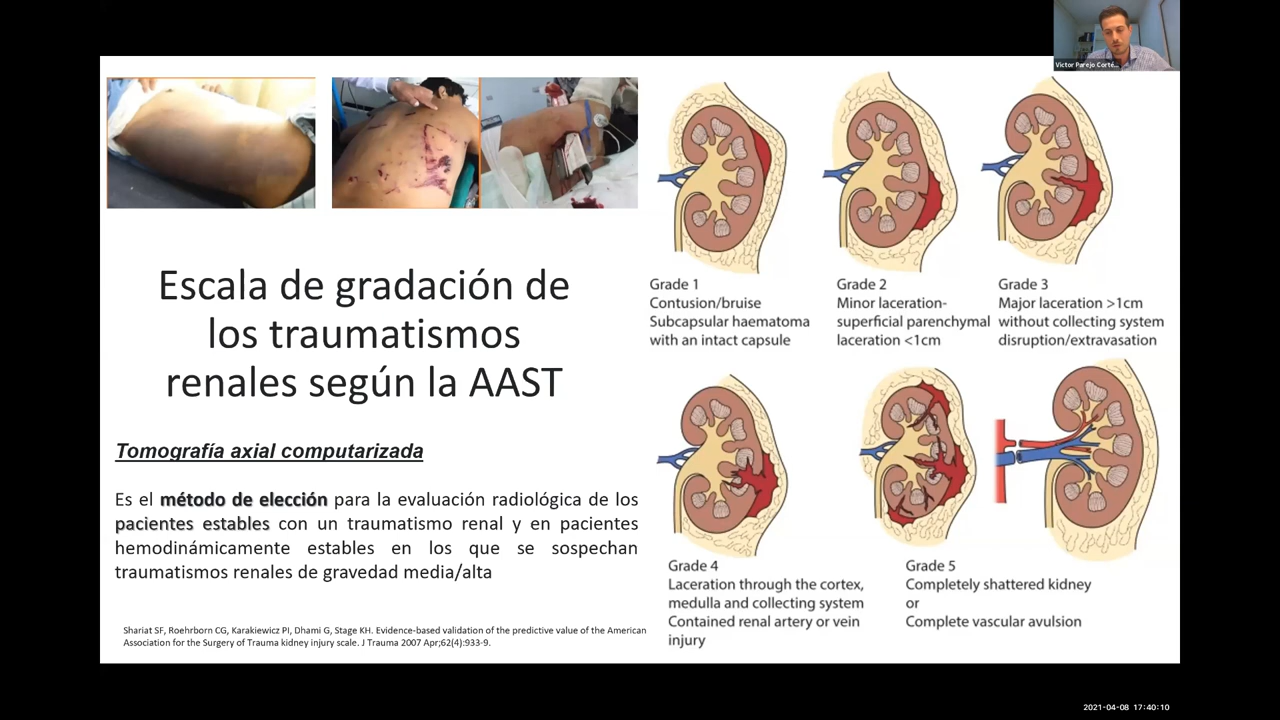 Víctor Parejo Corté...
Escala de gradación de
los traumatismos
renales según la AAST
Tomografía axial computarizada
Es el método de elección para la evaluación radiológica de los
pacientes estables con un traumatismo renal y en pacientes
hemodinámicamente estables en los que se sospechan
traumatismos renales de gravedad media/alta
Shariat SF, Roehrborn CG, Karakiewicz PI, Dhami G, Stage KH. Evidence-based validation of the predictive value of the American
Association for the Surgery of Trauma kidney injury scale. J Trauma 2007 Apr;62(4):933-9.
Grade 1
Contusion/bruise
Subcapsular haematoma
with an intact capsule
Grade 2
Minor laceration-
superficial parenchymal
laceration <1cm
Grade 3
Major laceration >1cm
without collecting system
disruption/extravasation
Grade 4
Laceration through the cortex,
medulla and collecting system
Contained renal artery or vein
injury
Grade 5
Completely shattered kidney
or
Complete vascular avulsion
2021-04-08 17:40:10